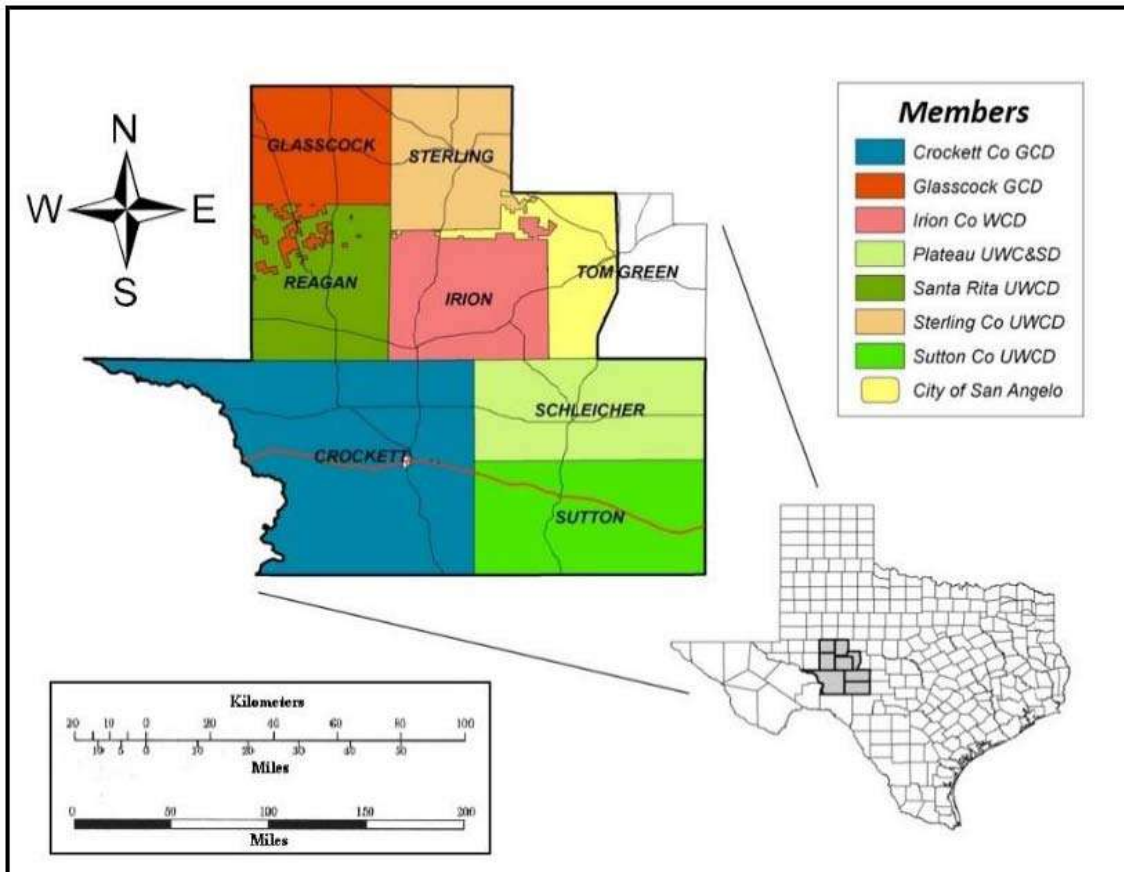 N
W E
S
GLASSCOCK
STERLING
REAGAN
IRION
TOM GREEN
SCHLEICHER
CROCKETT
SUTTON
Members
Crockett Co GCD
Glasscock GCD
Irion Co WCD
Plateau UWC&SD
Santa Rita UWCD
Sterling Co UWCD
Sutton Co UWCD
City of San Angelo
Kilometers
20 10 0 20 40 60 80 100
10 5 0 10 20 30 40 50
Miles
0 50 100 150 200
Miles